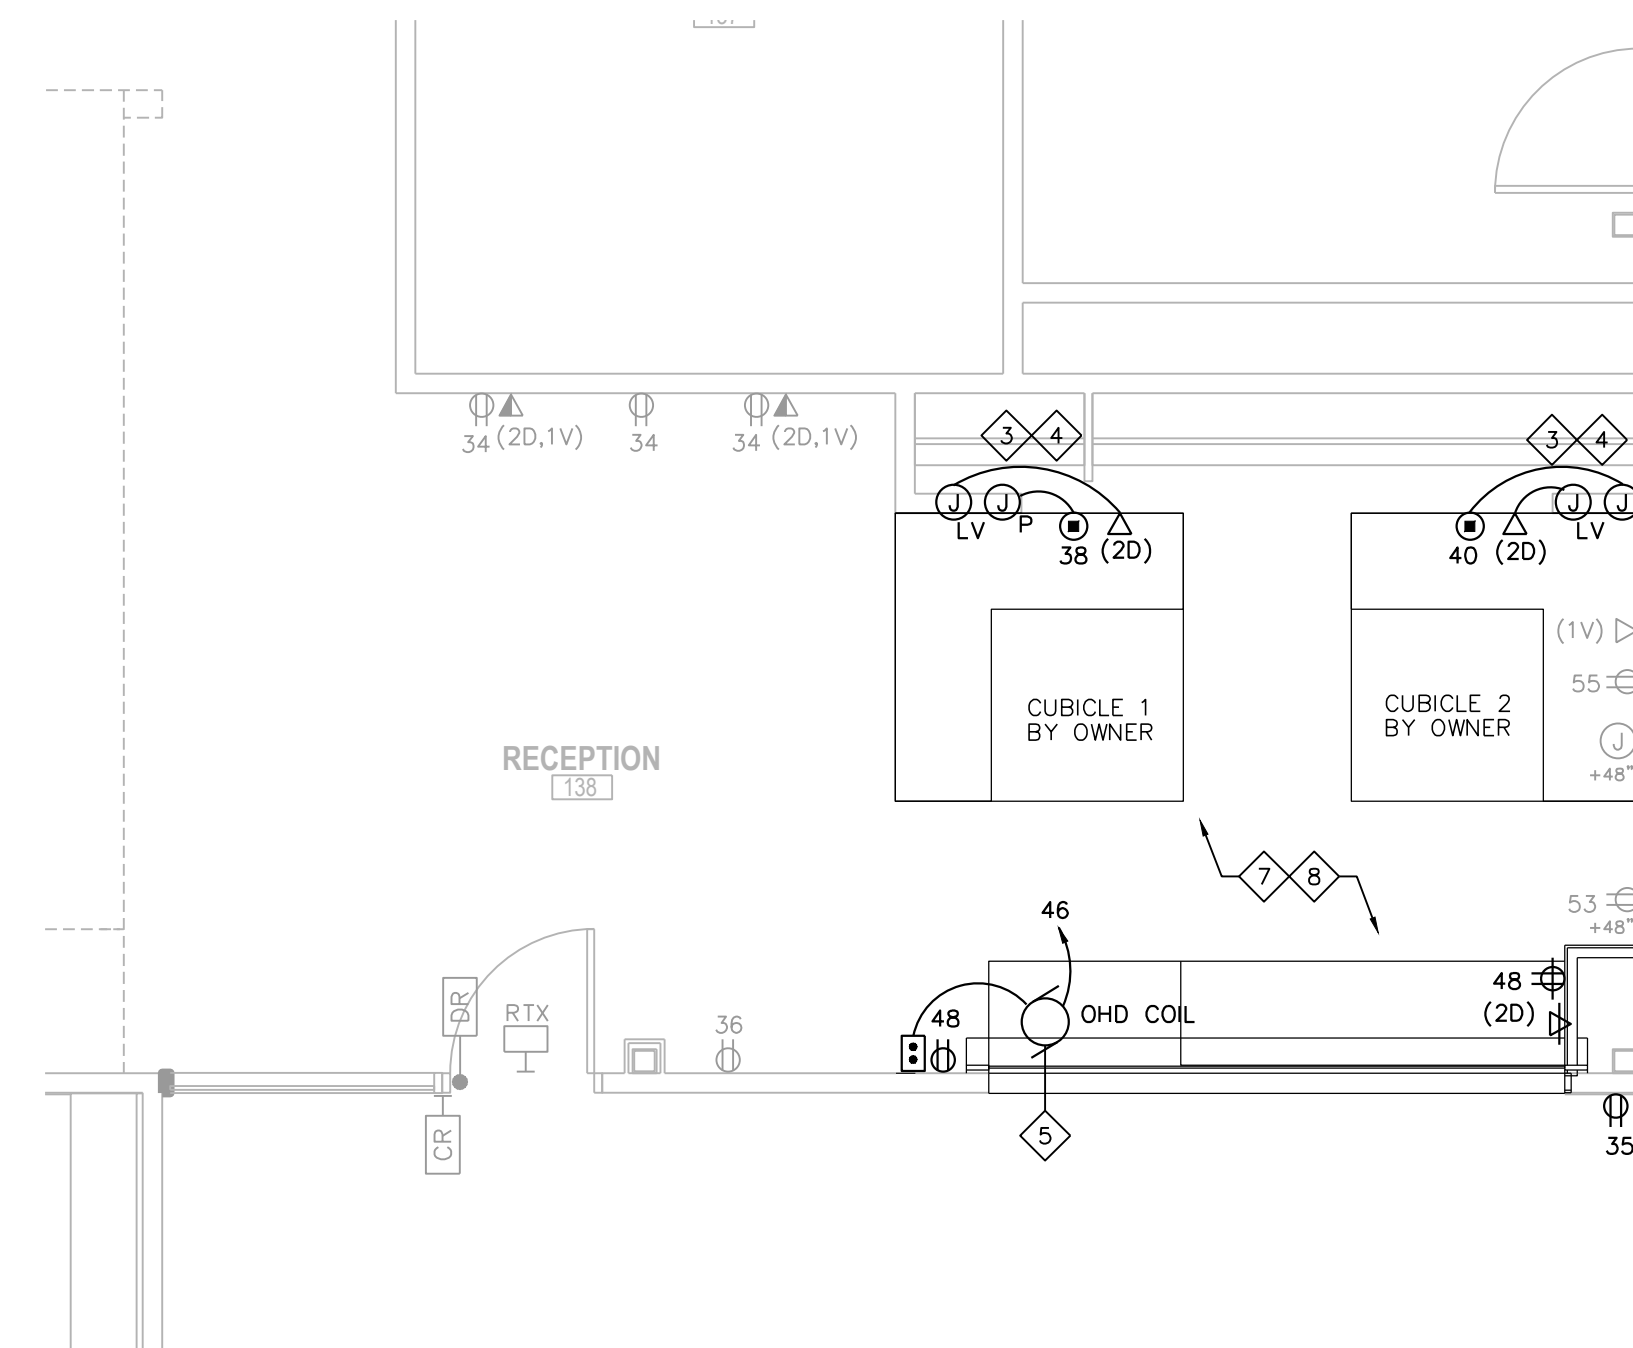 34 (2D,1V)
34
34 (2D,1V)
3 4
3 4
J J
LV P
38 (2D)
J J
LV
40 (2D)
(1V)
55
J
+48"
CUBICLE 1
BY OWNER
CUBICLE 2
BY OWNER
RECEPTION
138
7 8
53
+48"
46
48
(2D)
OHD COIL
48
DR
RTX
36
CR
5
35